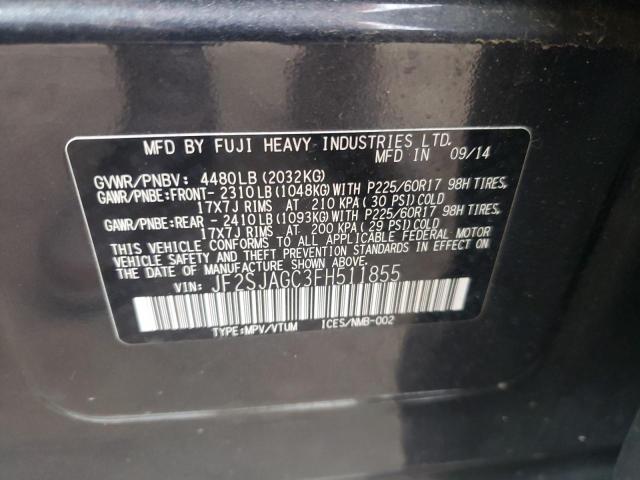 MFD BY FUJI HEAVY INDUSTRIES LTD.
MFD IN 09/14
GVWR/PNBV: 4480LB(2032KG)
GAWR/PNBE:FRONT- 2310LB(1048KG)WITH P225/60R17 98H TIRES,
17X7J RIMS AT 210 KPA(30 PSI)COLD
GAWR/PNBE:REAR -2410LB(1093KG)WITH P225/60R17 98H TIRES,
17X7J RIMS AT 200 KPA(29 PSI)COLD
THIS VEHICLE CONFORMS TO ALL APPLICABLE FEDERAL MOTOR
VEHICLE SAFETY AND THEFT PREVENTION STANDARDS IN EFFECT ON
THE DATE OF MANUFACTURE SHOWN ABOVE.
VIN: JF2SJAGC3FH511855
TYPE:MPV/VTUM ICES/NMB-002